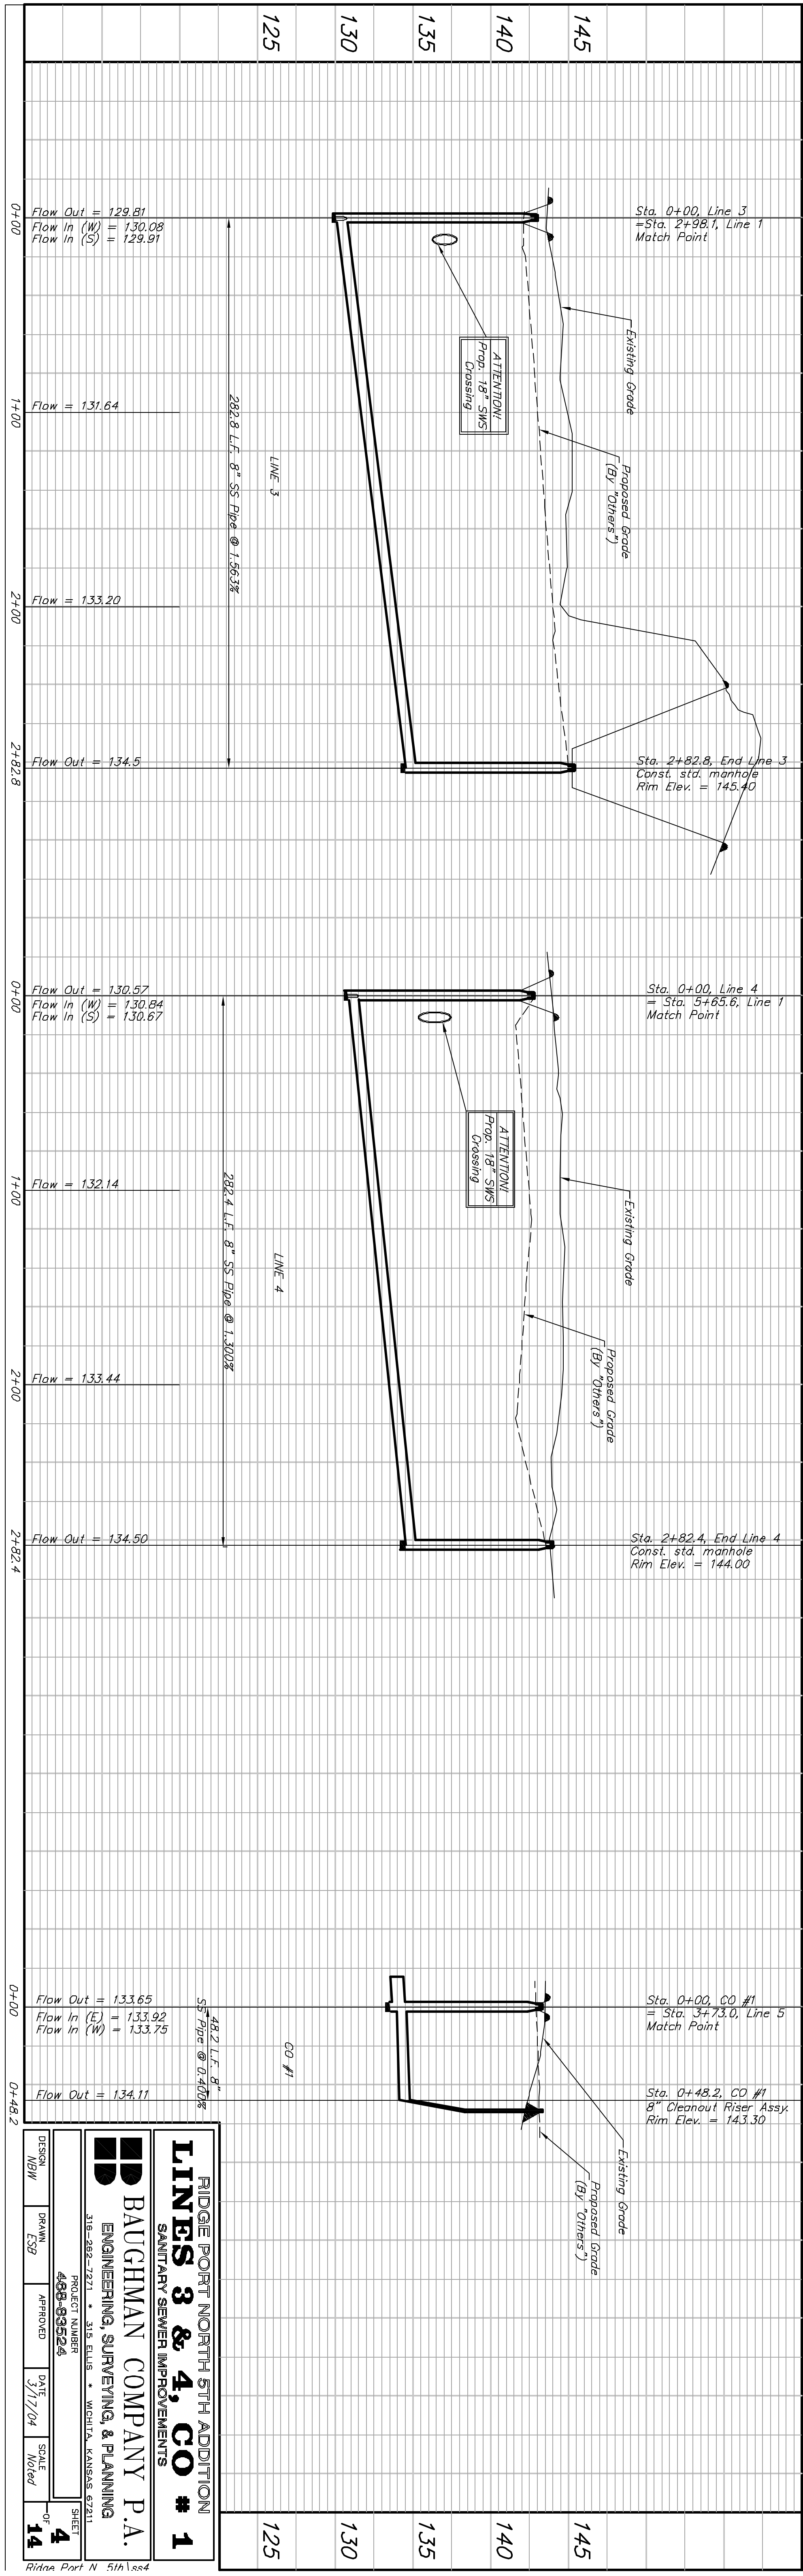 125
130
135
140
145
0+00
Flow Out = 129.81
Flow In (W) = 130.08
Flow In (S) = 129.91
Sta. 0+00, Line 3
=Sta. 2+98.1, Line 1
Match Point
ATTENTION!
Prop. 18" SWS
Crossing
Existing Grade
Proposed Grade
(By "Others")
1+00
Flow = 131.64
LINE 3
282.8 L.F. 8" SS Pipe @ 1.563%
2+00
Flow = 133.20
2+82.8
Flow Out = 134.5
Sta. 2+82.8, End Line 3
Const. std. manhole
Rim Elev. = 145.40
0+00
Flow Out = 130.57
Flow In (W) = 130.84
Flow In (S) = 130.67
Sta. 0+00, Line 4
= Sta. 5+65.6, Line 1
Match Point
ATTENTION!
Prop. 18" SWS
Crossing
Existing Grade
1+00
Flow = 132.14
LINE 4
282.4 L.F. 8" SS Pipe @ 1.300%
Proposed Grade
(By "Others")
2+00
Flow = 133.44
2+82.4
Flow Out = 134.50
Sta. 2+82.4, End Line 4
Const. std. manhole
Rim Elev. = 144.00
0+00
Flow Out = 133.65
Flow In (E) = 133.92
Flow In (W) = 133.75
48.2 L.F. 8"
SS Pipe @ 0.400%
CO #1
Sta. 0+00, CO #1
= Sta. 3+73.0, Line 5
Match Point
0+48.2
Flow Out = 134.11
Sta. 0+48.2, CO #1
8" Cleanout Riser Assy.
Rim Elev. = 143.30
Existing Grade
Proposed Grade
(By "Others")
RIDGE PORT NORTH 5TH ADDITION
LINES 3 & 4, CO # 1
SANITARY SEWER IMPROVEMENTS
BAUGHMAN COMPANY P.A.
ENGINEERING, SURVEYING, & PLANNING
316-262-7271 * 315 ELLIS * WICHITA, KANSAS 67211
PROJECT NUMBER
468-83524
DESIGN
NBW
DRAWN
ESB
APPROVED
DATE
3/17/04
SCALE
Noted
SHEET
4
OF
14
125
130
135
140
145
Ridge Port N 5th\ss4